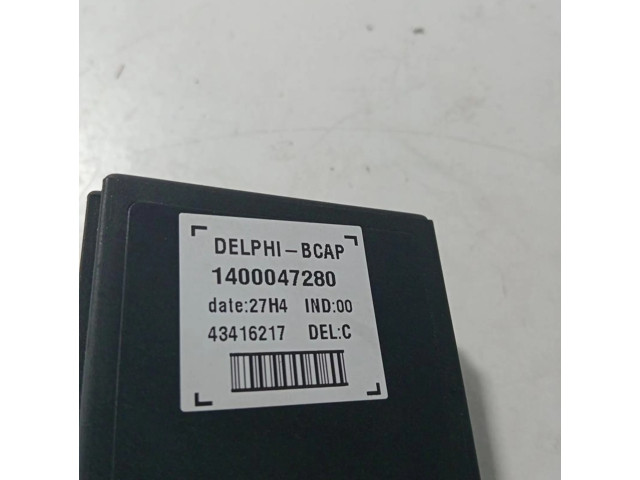 DELPHI-BCAP
1400047280
date:27H4 IND:00
43416217 DEL:C